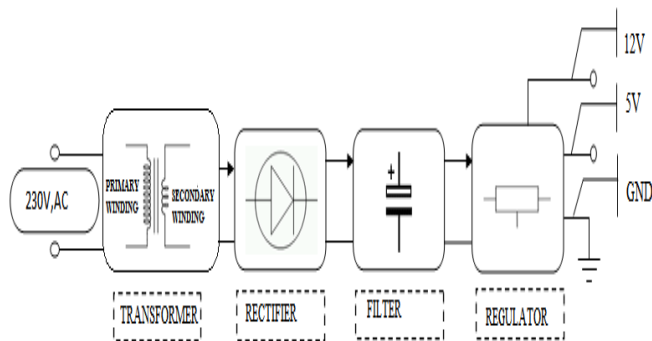 12V
5V
GND
230V,AC
PRIMARY
WINDING
SECONDARY
WINDING
+
TRANSFORMER
RECTIFIER
FILTER
REGULATOR